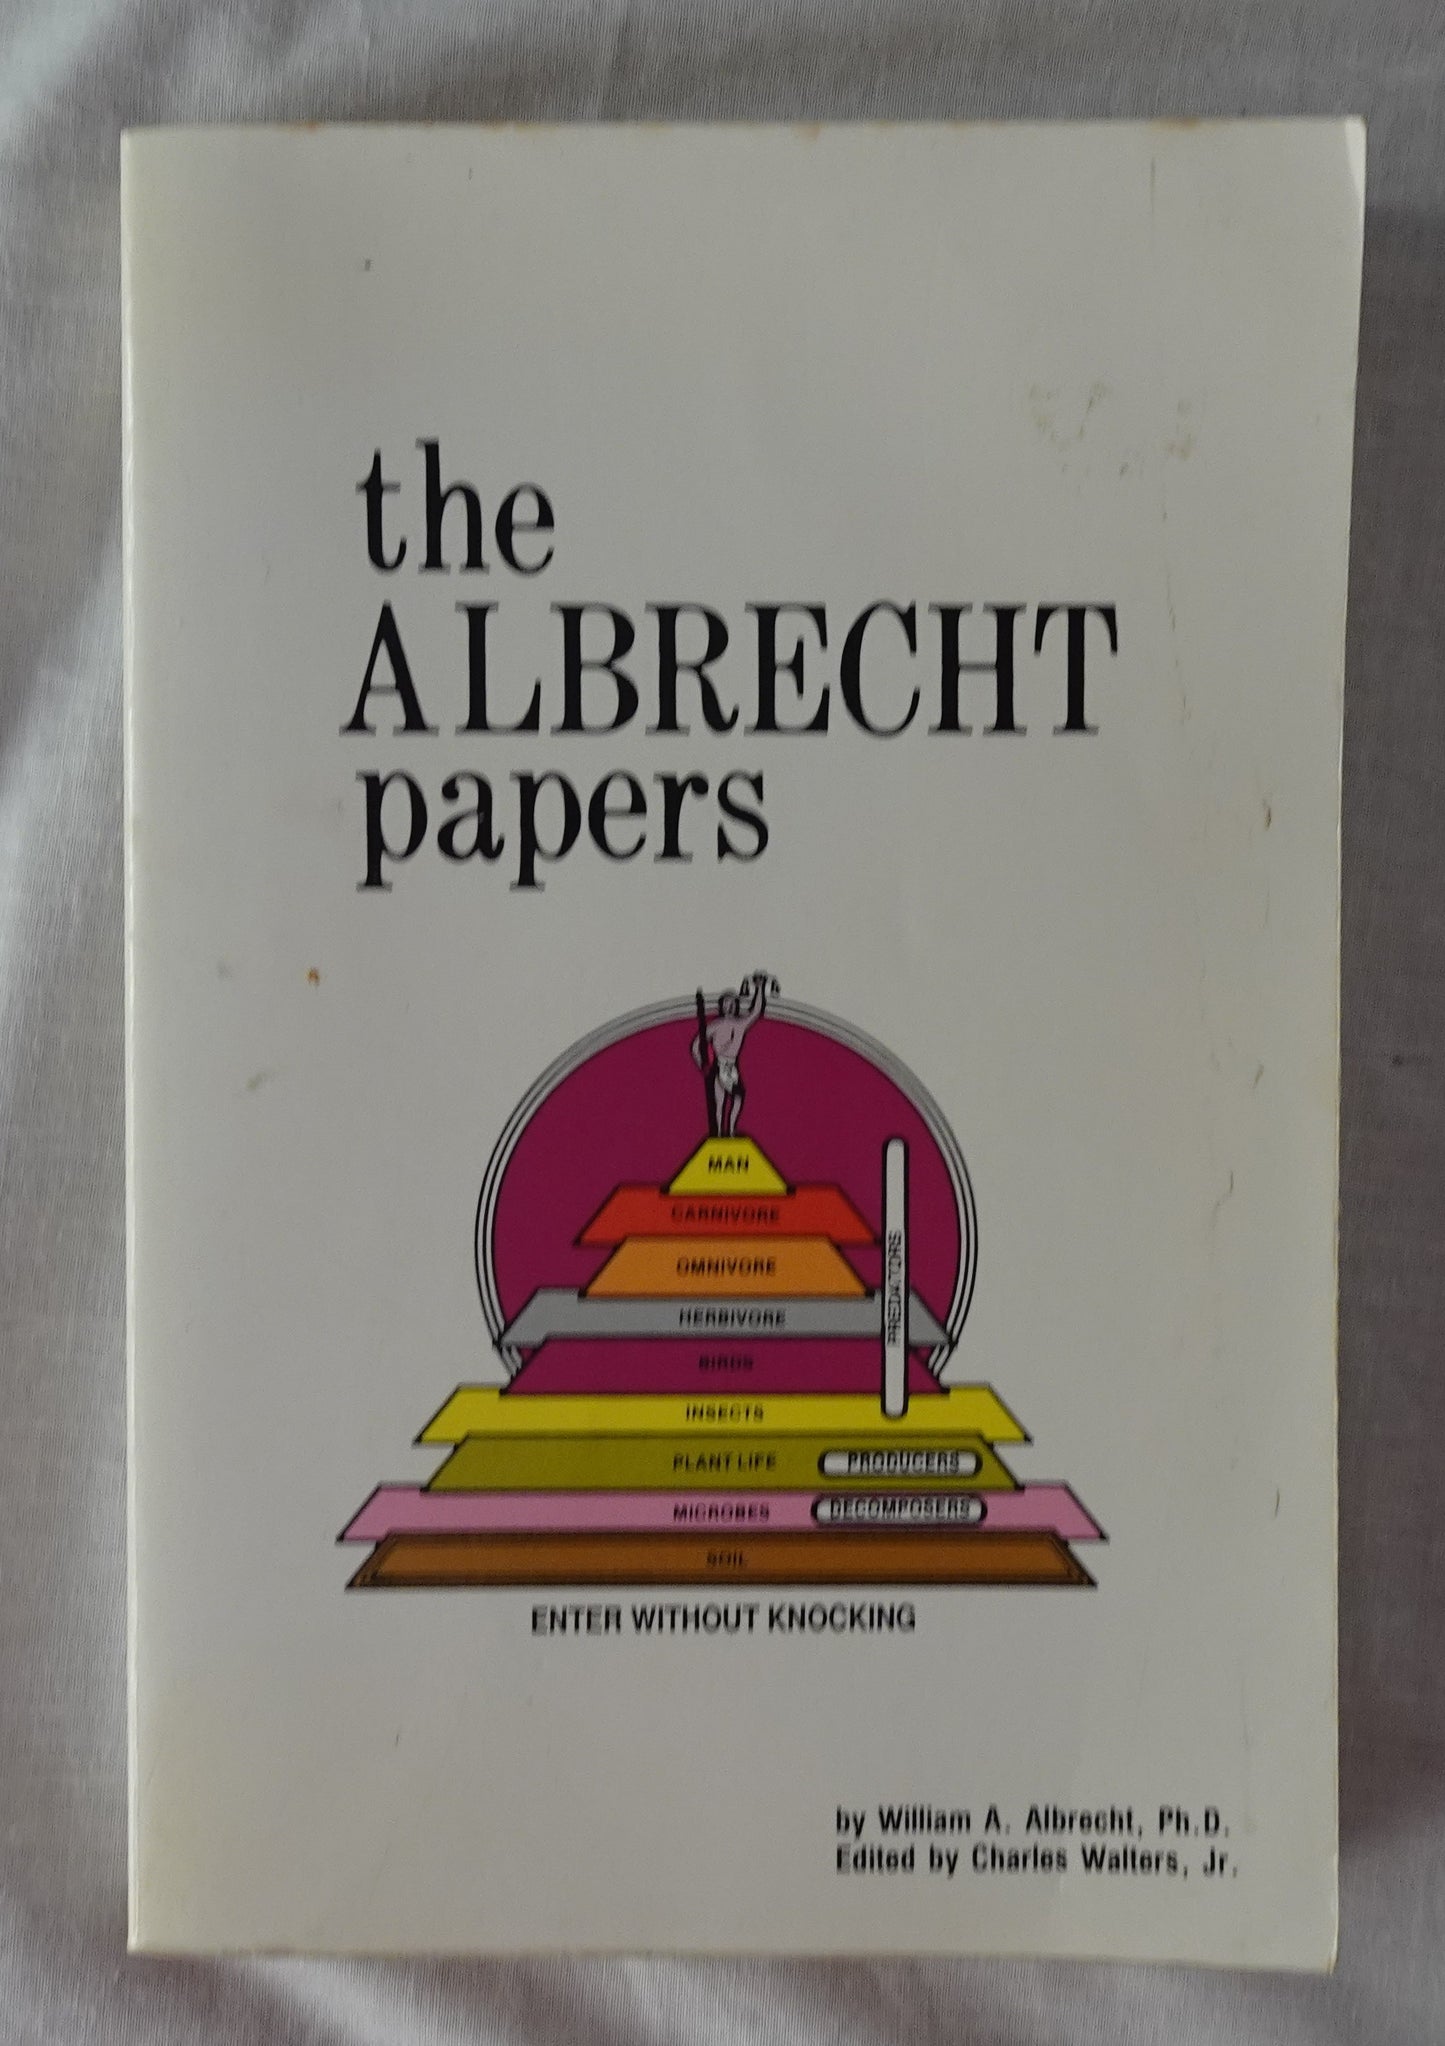 the
ALBRECHT
papers
MAN
CARNIVORE
OMNIVORE
HERBIVORE
PREDATORS
BIRDS
INSECTS
PLANT LIFE PRODUCERS
MICROBES DECOMPOSERS
SOIL
ENTER WITHOUT KNOCKING
by William A. Albrecht, Ph.D.
Edited by Charles Walters, Jr.